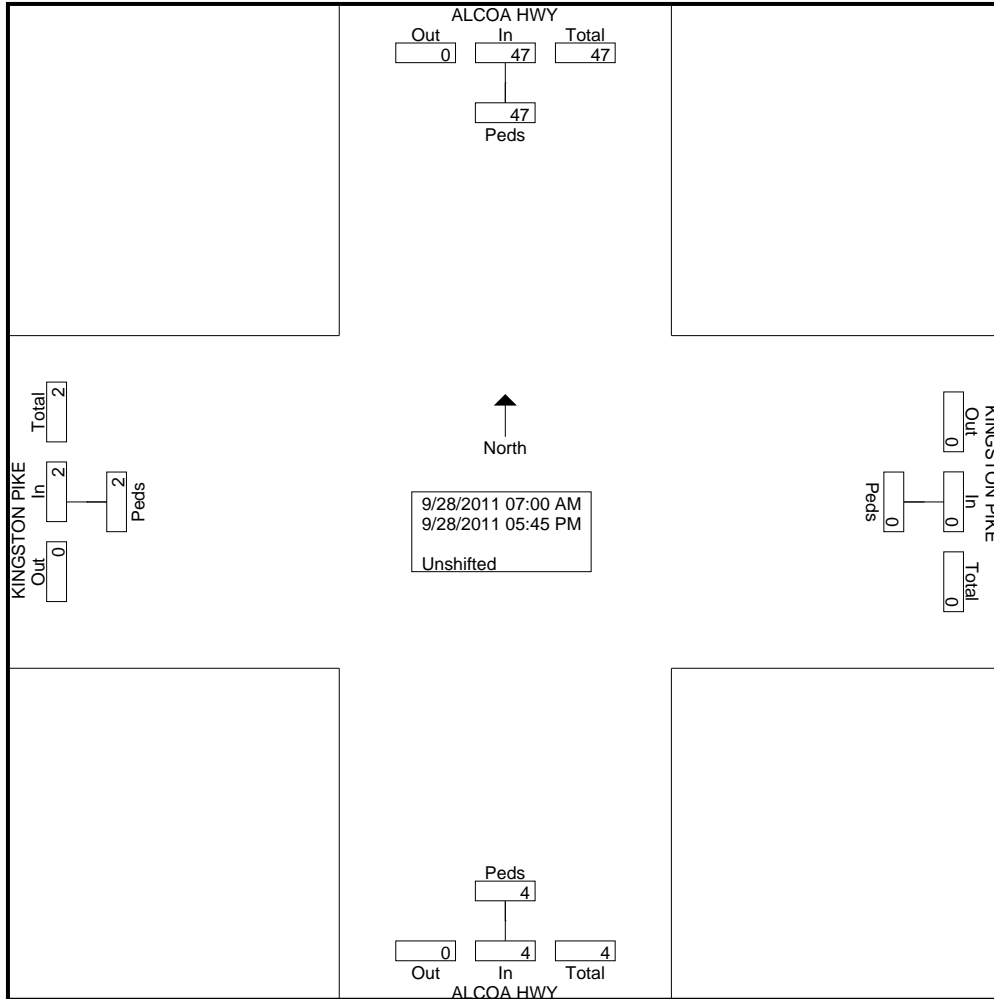 ALCOA HWY
Out In Total
0 47 47
47
Peds
KINGSTON PIKE
Out In Total
0 2 2
2
Peds
North
9/28/2011 07:00 AM
9/28/2011 05:45 PM
Unshifted
KINGSTON PIKE
Out In Total
0 0 0
0
Peds
Peds
4
0 4 4
Out In Total
ALCOA HWY